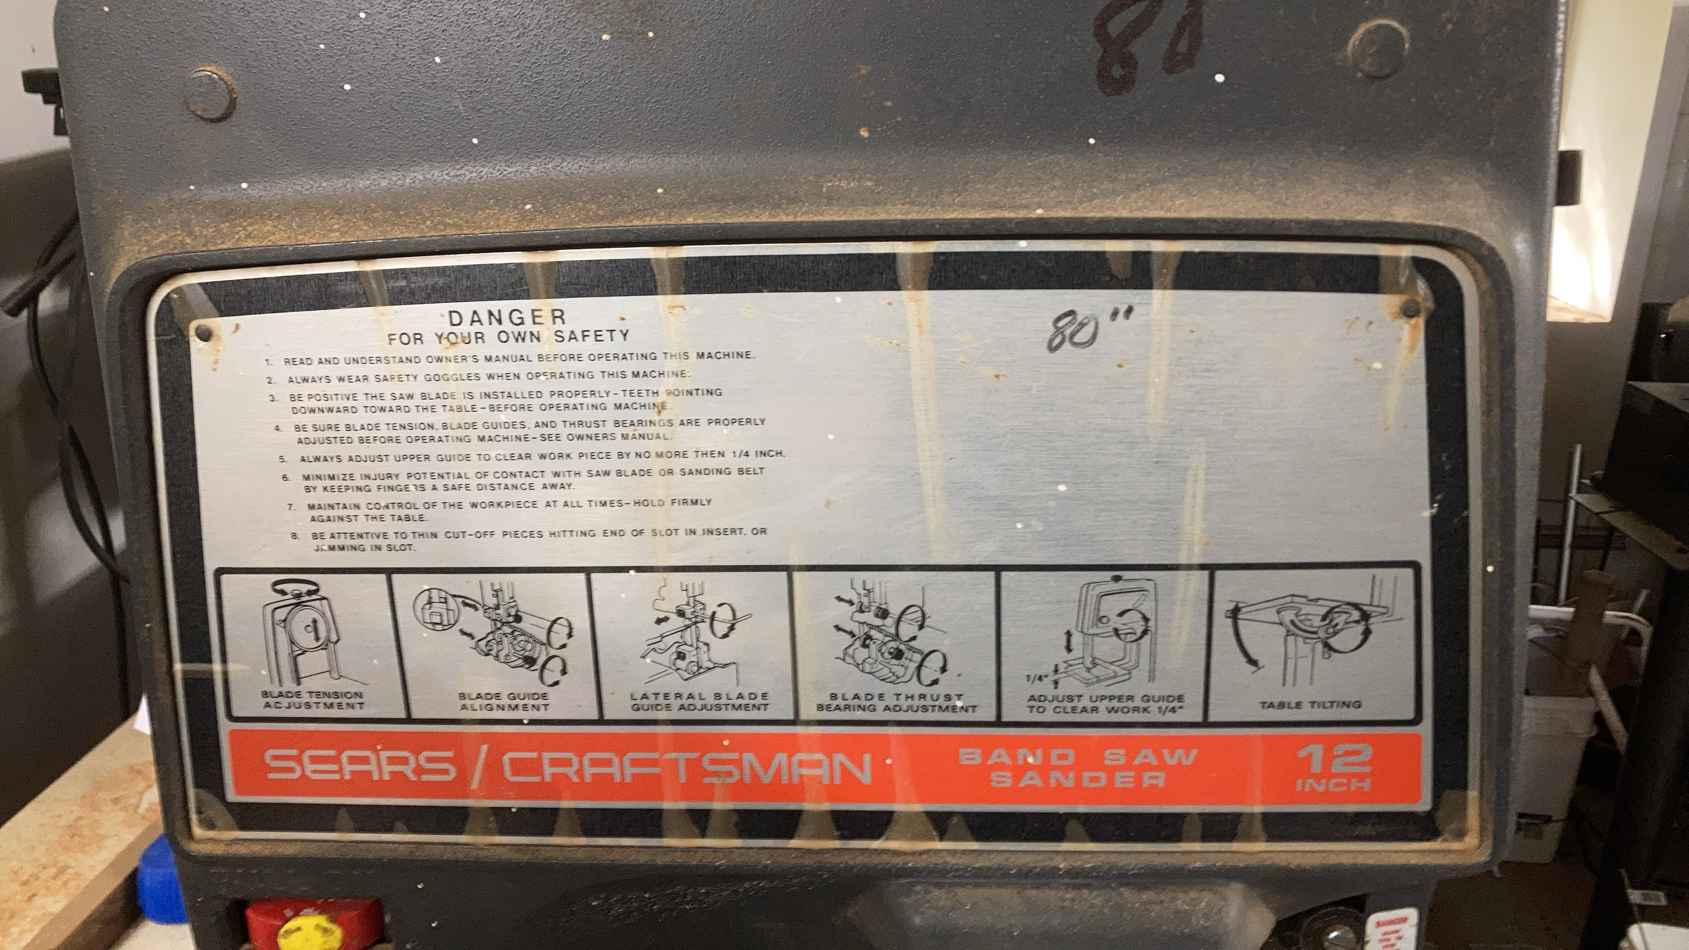 80
80"
DANGER
FOR YOUR OWN SAFETY
1. READ AND UNDERSTAND OWNER'S MANUAL BEFORE OPERATING THIS MACHINE.
2. ALWAYS WEAR SAFETY GOGGLES WHEN OPERATING THIS MACHINE.
3. BE POSITIVE THE SAW BLADE IS INSTALLED PROPERLY-TEETH POINTING
DOWNWARD TOWARD THE TABLE-BEFORE OPERATING MACHINE.
4. BE SURE BLADE TENSION, BLADE GUIDES, AND THRUST BEARINGS ARE PROPERLY
ADJUSTED BEFORE OPERATING MACHINE-SEE OWNERS MANUAL.
5. ALWAYS ADJUST UPPER GUIDE TO CLEAR WORK PIECE BY NO MORE THEN 1/4 INCH.
6. MINIMIZE INJURY POTENTIAL OF CONTACT WITH SAW BLADE OR SANDING BELT
BY KEEPING FINGERS A SAFE DISTANCE AWAY.
7. MAINTAIN CONTROL OF THE WORKPIECE AT ALL TIMES-HOLD FIRMLY
AGAINST THE TABLE.
8. BE ATTENTIVE TO THIN CUT-OFF PIECES HITTING END OF SLOT IN INSERT, OR
JAMMING IN SLOT.
BLADE TENSION
ADJUSTMENT
BLADE GUIDE
ALIGNMENT
LATERAL BLADE
GUIDE ADJUSTMENT
BLADE THRUST
BEARING ADJUSTMENT
1/4"
ADJUST UPPER GUIDE
TO CLEAR WORK 1/4"
TABLE TILTING
SEARS/CRAFTSMAN
BAND SAW
SANDER
12
INCH